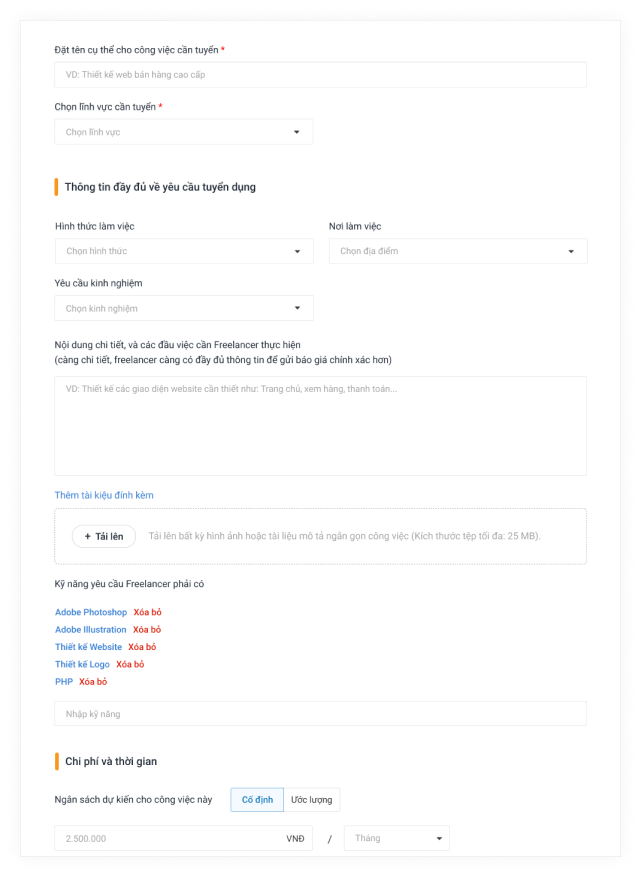 Đặt tên cụ thể cho công việc cần tuyển *
VD: Thiết kế web bán hàng cao cấp
Chọn lĩnh vực cần tuyển *
Chọn lĩnh vực
Thông tin đầy đủ về yêu cầu tuyển dụng
Hình thức làm việc
Nơi làm việc
Chọn hình thức
Chọn địa điểm
Yêu cầu kinh nghiệm
Chọn kinh nghiệm
Nội dung chi tiết, và các đầu việc cần Freelancer thực hiện
(càng chi tiết, freelancer càng có đầy đủ thông tin để gửi báo giá chính xác hơn)
VD: Thiết kế các giao diện website cần thiết như: Trang chủ, xem hàng, thanh toán...
Thêm tài kiệu đính kèm
+ Tải lên
Tải lên bất kỳ hình ảnh hoặc tài liệu mô tả ngắn gọn công việc (Kích thước tệp tối đa: 25 MB).
Kỹ năng yêu cầu Freelancer phải có
Adobe Photoshop Xóa bỏ
Adobe Illustration Xóa bỏ
Thiết kế Website Xóa bỏ
Thiết kế Logo Xóa bỏ
PHP Xóa bỏ
Nhập kỹ năng
Chi phí và thời gian
Ngân sách dự kiến cho công việc này
Cố định
Ước lượng
2.500.000 VNĐ / Tháng